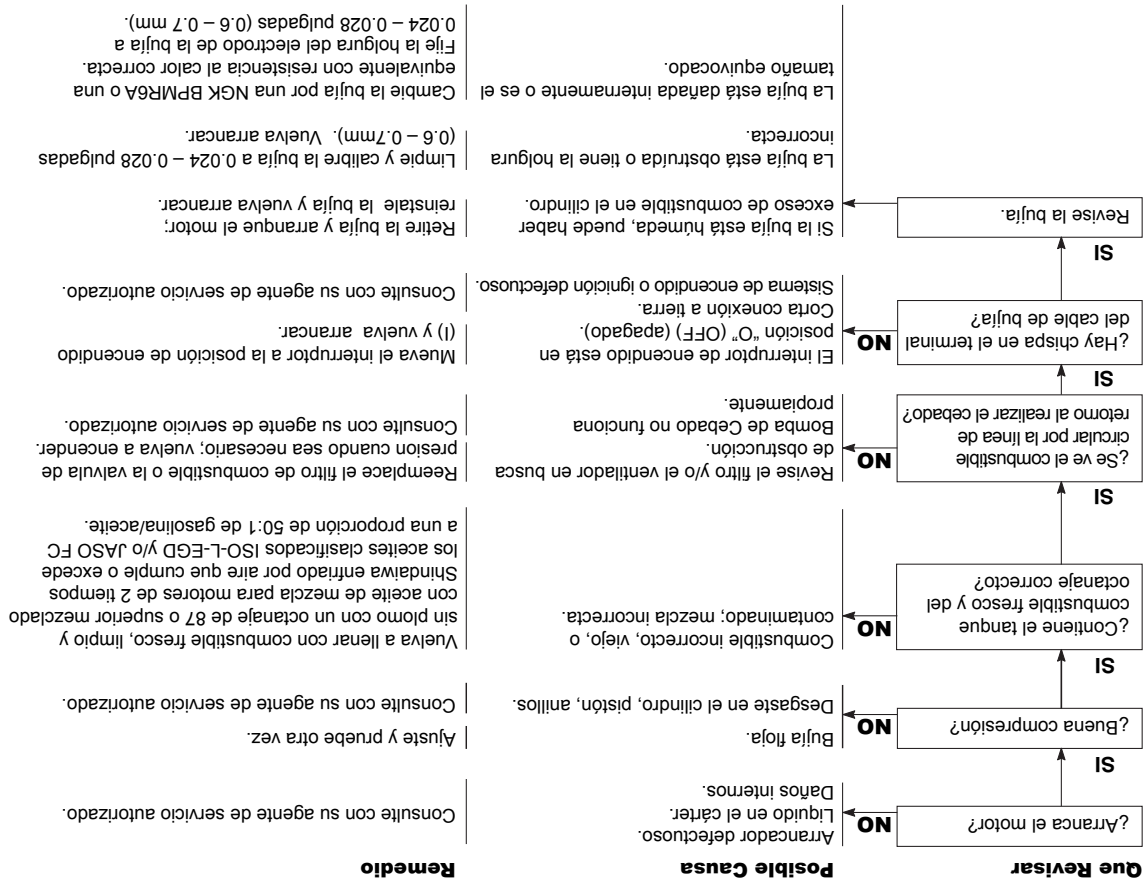 Que Revisar
Posible Causa
Remedio
¿Arranca el motor?
NO
Arrancador defectuoso.
Liquido en el cárter.
Daños internos.
Consulte con su agente de servicio autorizado.
SI
¿Buena compresión?
NO
Bujía floja.
Ajuste y pruebe otra vez.
Desgaste en el cilindro, pistón, anillos.
Consulte con su agente de servicio autorizado.
SI
¿Contiene el tanque
combustible fresco y del
octanaje correcto?
NO
Combustible incorrecto, viejo, o
contaminado; mezcla incorrecta.
Vuelva a llenar con combustible fresco, limpio y
sin plomo con un octanaje de 87 o superior mezclado
con aceite de mezcla para motores de 2 tiempos
Shindaiwa enfriado por aire que cumple o excede
los aceites clasificados ISO-L-EGD y/o JASO FC
a una proporción de 50:1 de gasolina/aceite.
SI
¿Se ve el combustible
circular por la línea de
retorno al realizar el cebado?
NO
Revise el filtro y/o el ventilador en busca
de obstrucción.
Bomba de Cebado no funciona
propiamente.
Reemplace el filtro de combustible o la valvula de
presion cuando sea necesario; vuelva a encender.
Consulte con su agente de servicio autorizado.
SI
¿Hay chispa en el terminal
del cable de bujía?
NO
El interruptor de encendido está en
posición “O” (OFF) (apagado).
Corta conexión a tierra.
Sistema de encendido o ignición defectuoso.
Mueva el interruptor a la posición de encendido
(I) y vuelva arrancar.
Consulte con su agente de servicio autorizado.
SI
Revise la bujía.
Si la bujía está húmeda, puede haber
exceso de combustible en el cilindro.
Retire la bujía y arranque el motor;
reinstale la bujía y vuelva arrancar.
La bujía está obstruída o tiene la holgura
incorrecta.
Limpie y calibre la bujía a 0.024 – 0.028 pulgadas
(0.6 – 0.7mm). Vuelva arrancar.
La bujía está dañada internamente o es el
tamaño equivocado.
Cambie la bujía por una NGK BPMR6A o una
equivalente con resistencia al calor correcta.
Fije la holgura del electrodo de la bujía a
0.024 – 0.028 pulgadas (0.6 – 0.7 mm).